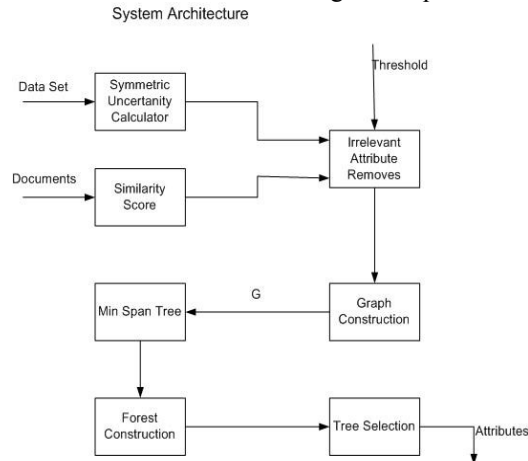 System Architecture
Threshold
Data Set
Symmetric
Uncertanity
Calculator
Irrelevant
Attribute
Removes
Documents
Similarity
Score
G
Min Span Tree
Graph
Construction
Forest
Construction
Tree Selection
Attributes